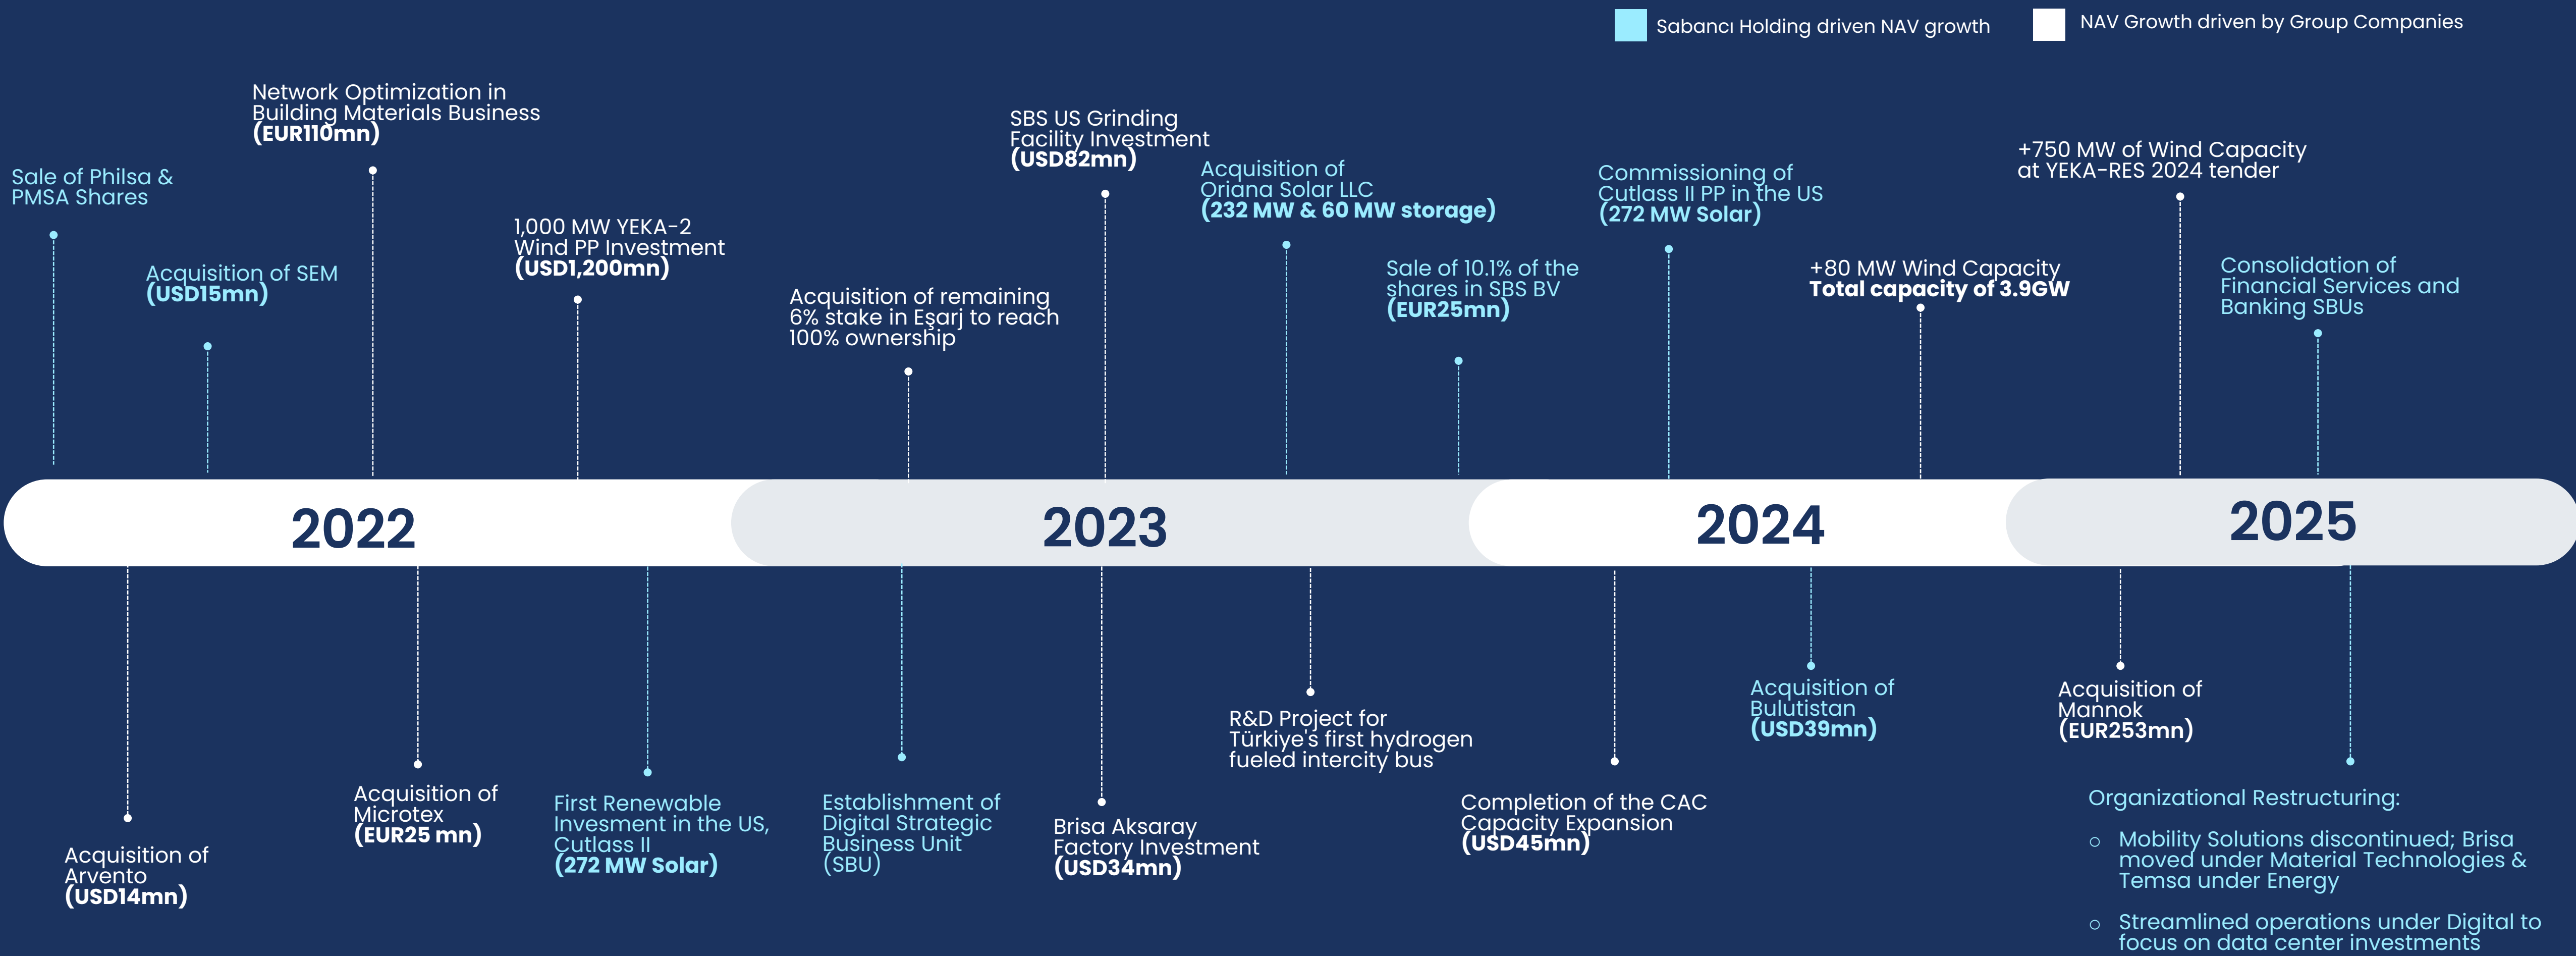 Sabancı Holding driven NAV growth
NAV Growth driven by Group Companies
Sale of Philsa &
PMSA Shares
Acquisition of SEM
(USD15mn)
Network Optimization in
Building Materials Business
(EUR110mn)
1,000 MW YEKA-2
Wind PP Investment
(USD1,200mn)
Acquisition of remaining
6% stake in Eşarj to reach
100% ownership
SBS US Grinding
Facility Investment
(USD82mn)
Acquisition of
Oriana Solar LLC
(232 MW & 60 MW storage)
Sale of 10.1% of the
shares in SBS BV
(EUR25mn)
Commissioning of
Cutlass II PP in the US
(272 MW Solar)
+80 MW Wind Capacity
Total capacity of 3.9GW
+750 MW of Wind Capacity
at YEKA-RES 2024 tender
Consolidation of
Financial Services and
Banking SBUs
2022
2023
2024
2025
Acquisition of
Arvento
(USD14mn)
Acquisition of
Microtex
(EUR25 mn)
First Renewable
Invesment in the US,
Cutlass II
(272 MW Solar)
Establishment of
Digital Strategic
Business Unit
(SBU)
Brisa Aksaray
Factory Investment
(USD34mn)
R&D Project for
Türkiye's first hydrogen
fueled intercity bus
Completion of the CAC
Capacity Expansion
(USD45mn)
Acquisition of
Bulutistan
(USD39mn)
Acquisition of
Mannok
(EUR253mn)
Organizational Restructuring:
o Mobility Solutions discontinued; Brisa
moved under Material Technologies &
Temsa under Energy
o Streamlined operations under Digital to
focus on data center investments